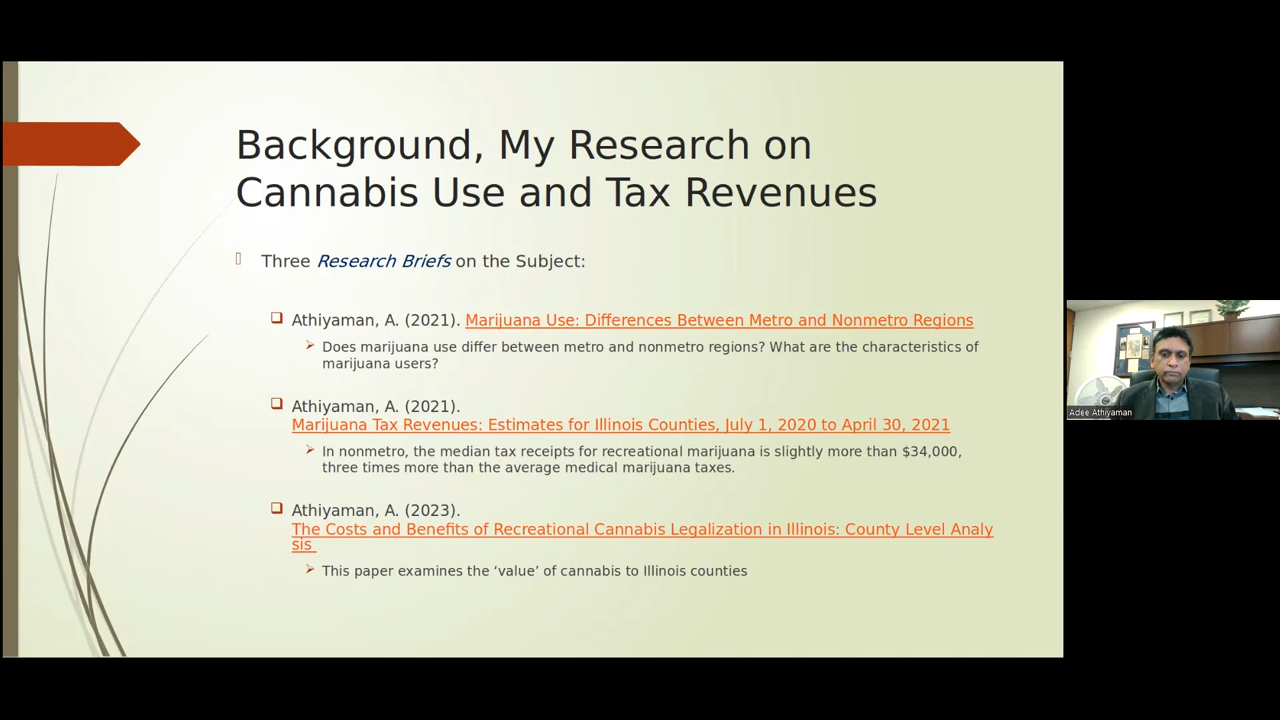 Background, My Research on
Cannabis Use and Tax Revenues
Three Research Briefs on the Subject:
Athiyaman, A. (2021). Marijuana Use: Differences Between Metro and Nonmetro Regions
Does marijuana use differ between metro and nonmetro regions? What are the characteristics of
marijuana users?
Athiyaman, A. (2021).
Marijuana Tax Revenues: Estimates for Illinois Counties, July 1, 2020 to April 30, 2021
In nonmetro, the median tax receipts for recreational marijuana is slightly more than $34,000,
three times more than the average medical marijuana taxes.
Athiyaman, A. (2023).
The Costs and Benefits of Recreational Cannabis Legalization in Illinois: County Level Analy
sis
This paper examines the ‘value’ of cannabis to Illinois counties
Adee Athiyaman